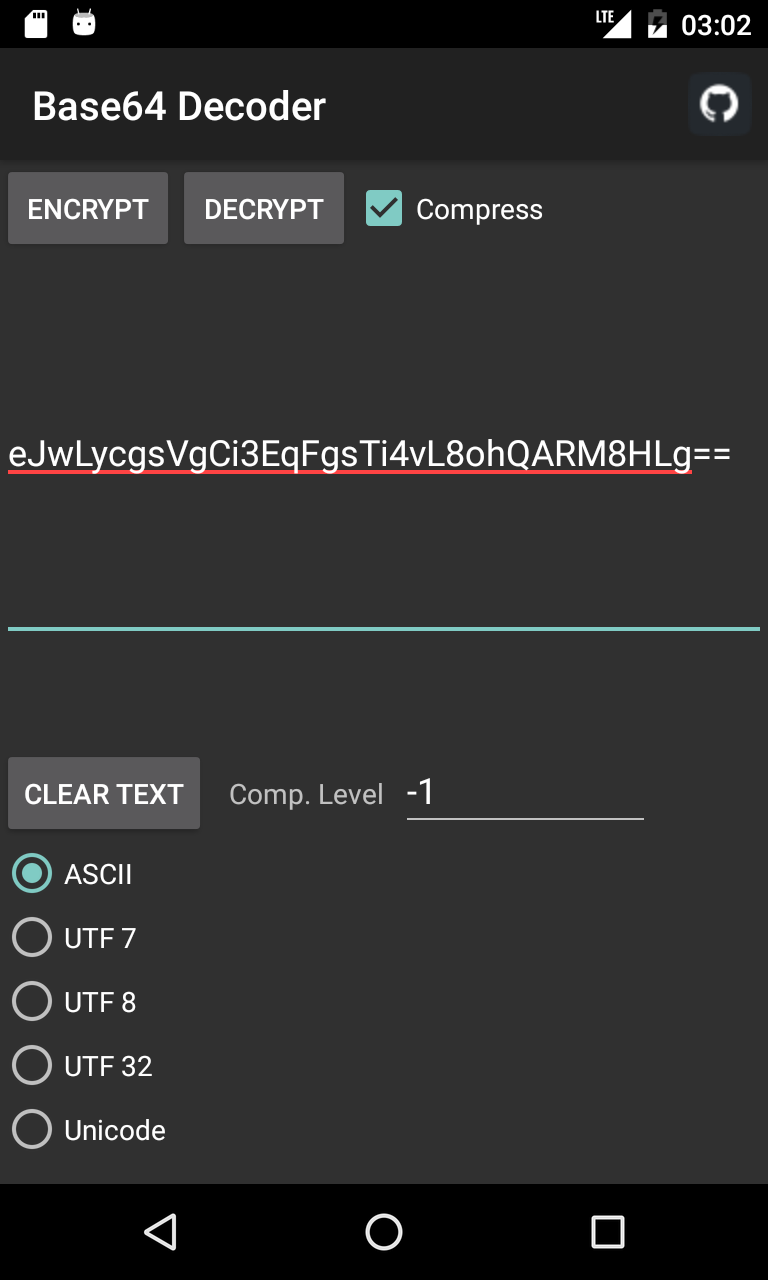 LTE 03:02
Base64 Decoder
ENCRYPT DECRYPT Compress
eJwLycgsVgCi3EqFgsTi4vL8ohQARM8HLg==
CLEAR TEXT Comp. Level -1
ASCII
UTF 7
UTF 8
UTF 32
Unicode